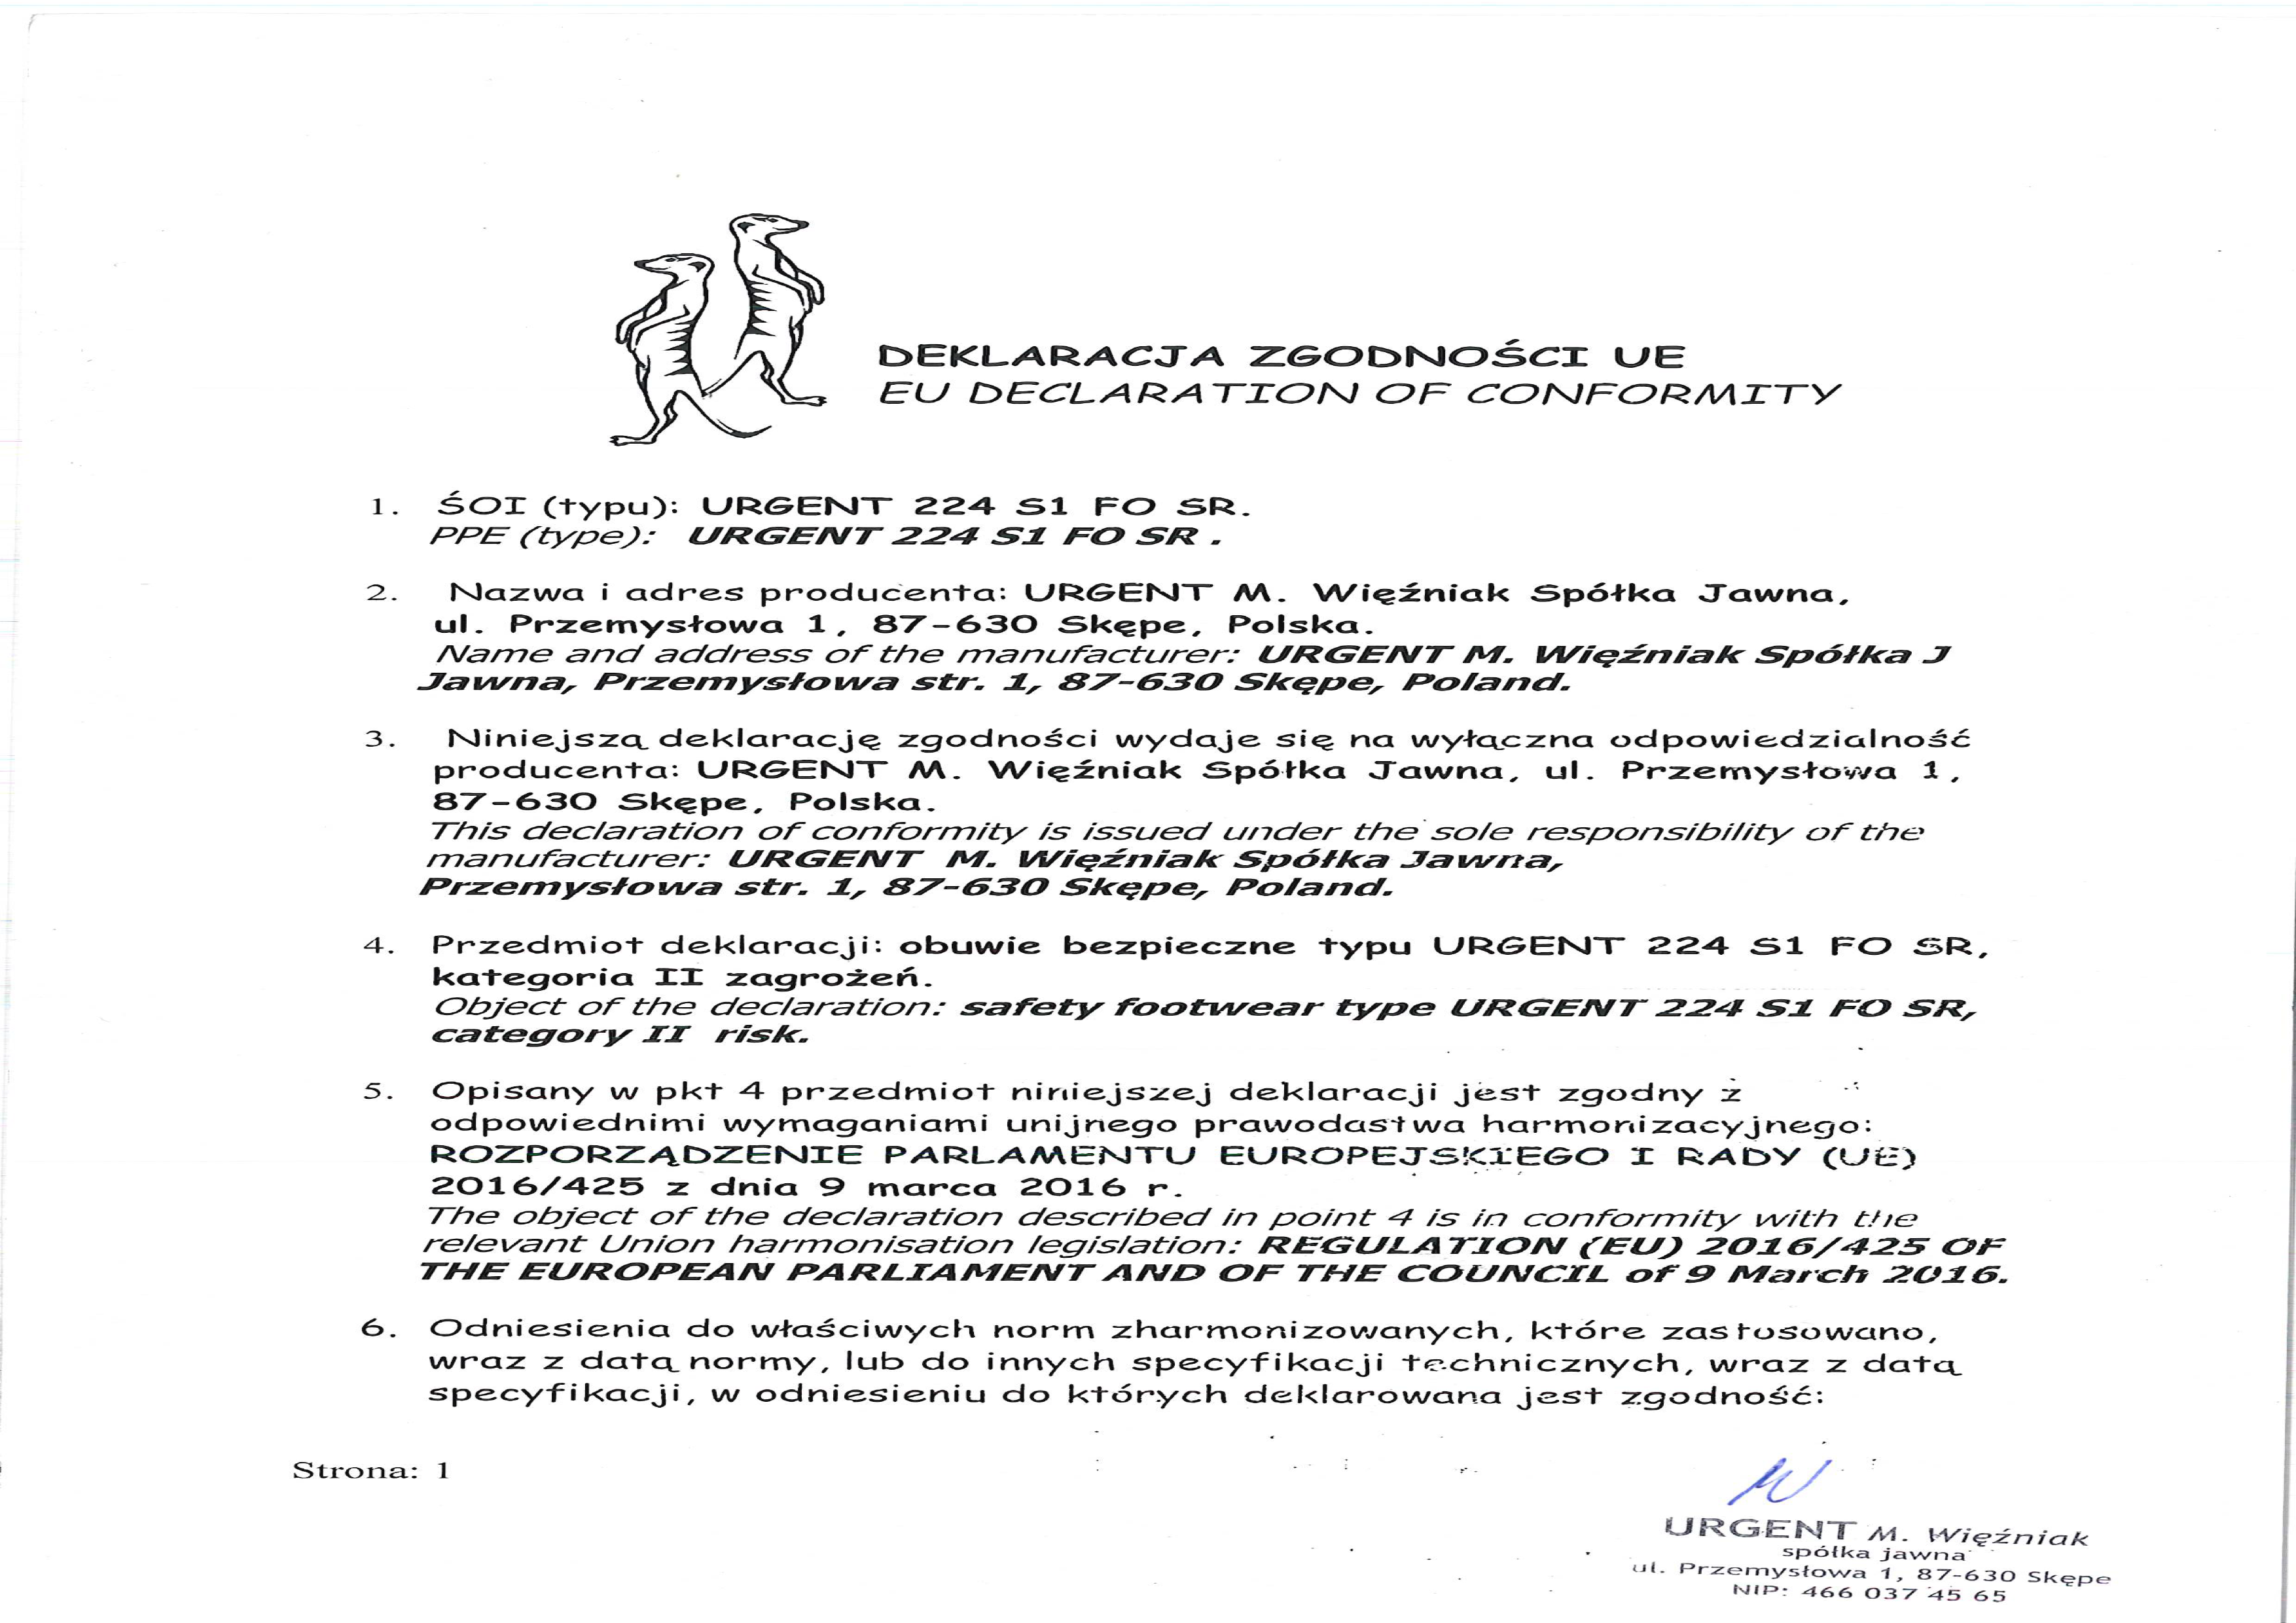 DEKLARACJA ZGODNOŚCI UE
EU DECLARATION OF CONFORMITY
1. ŚOI (typu): URGENT 224 S1 FO SR.
PPE (type): URGENT 224 S1 FO SR .
2. Nazwa i adres producenta: URGENT M. Więźniak Spółka Jawna,
ul. Przemysłowa 1, 87-630 Skępe, Polska.
Name and address of the manufacturer: URGENT M. Więźniak Spółka J
Jawna, Przemysłowa str. 1, 87-630 Skępe, Poland.
3. Niniejszą deklarację zgodności wydaje się na wyłączna odpowiedzialność
producenta: URGENT M. Więźniak Spółka Jawna, ul. Przemysłowa 1,
87-630 Skępe, Polska.
This declaration of conformity is issued under the sole responsibility of the
manufacturer: URGENT M. Więźniak Spółka Jawna,
Przemysłowa str. 1, 87-630 Skępe, Poland.
4. Przedmiot deklaracji: obuwie bezpieczne typu URGENT 224 S1 FO SR,
kategoria II zagrożeń.
Object of the declaration: safety footwear type URGENT 224 S1 FO SR,
category II risk.
5. Opisany w pkt 4 przedmiot niniejszej deklaracji jest zgodny z
odpowiednimi wymaganiami unijnego prawodastwa harmonizacyjnego:
ROZPORZĄDZENIE PARLAMENTU EUROPEJSKIEGO I RADY (UE)
2016/425 z dnia 9 marca 2016 r.
The object of the declaration described in point 4 is in conformity with the
relevant Union harmonisation legislation: REGULATION (EU) 2016/425 OF
THE EUROPEAN PARLIAMENT AND OF THE COUNCIL of 9 March 2016.
6. Odniesienia do właściwych norm zharmonizowanych, które zastosowano,
wraz z datą normy, lub do innych specyfikacji technicznych, wraz z datą
specyfikacji, w odniesieniu do których deklarowana jest zgodność:
Strona: 1
URGENT M. Więźniak
spółka jawna
ul. Przemysłowa 1, 87-630 Skępe
NIP: 466 037 45 65